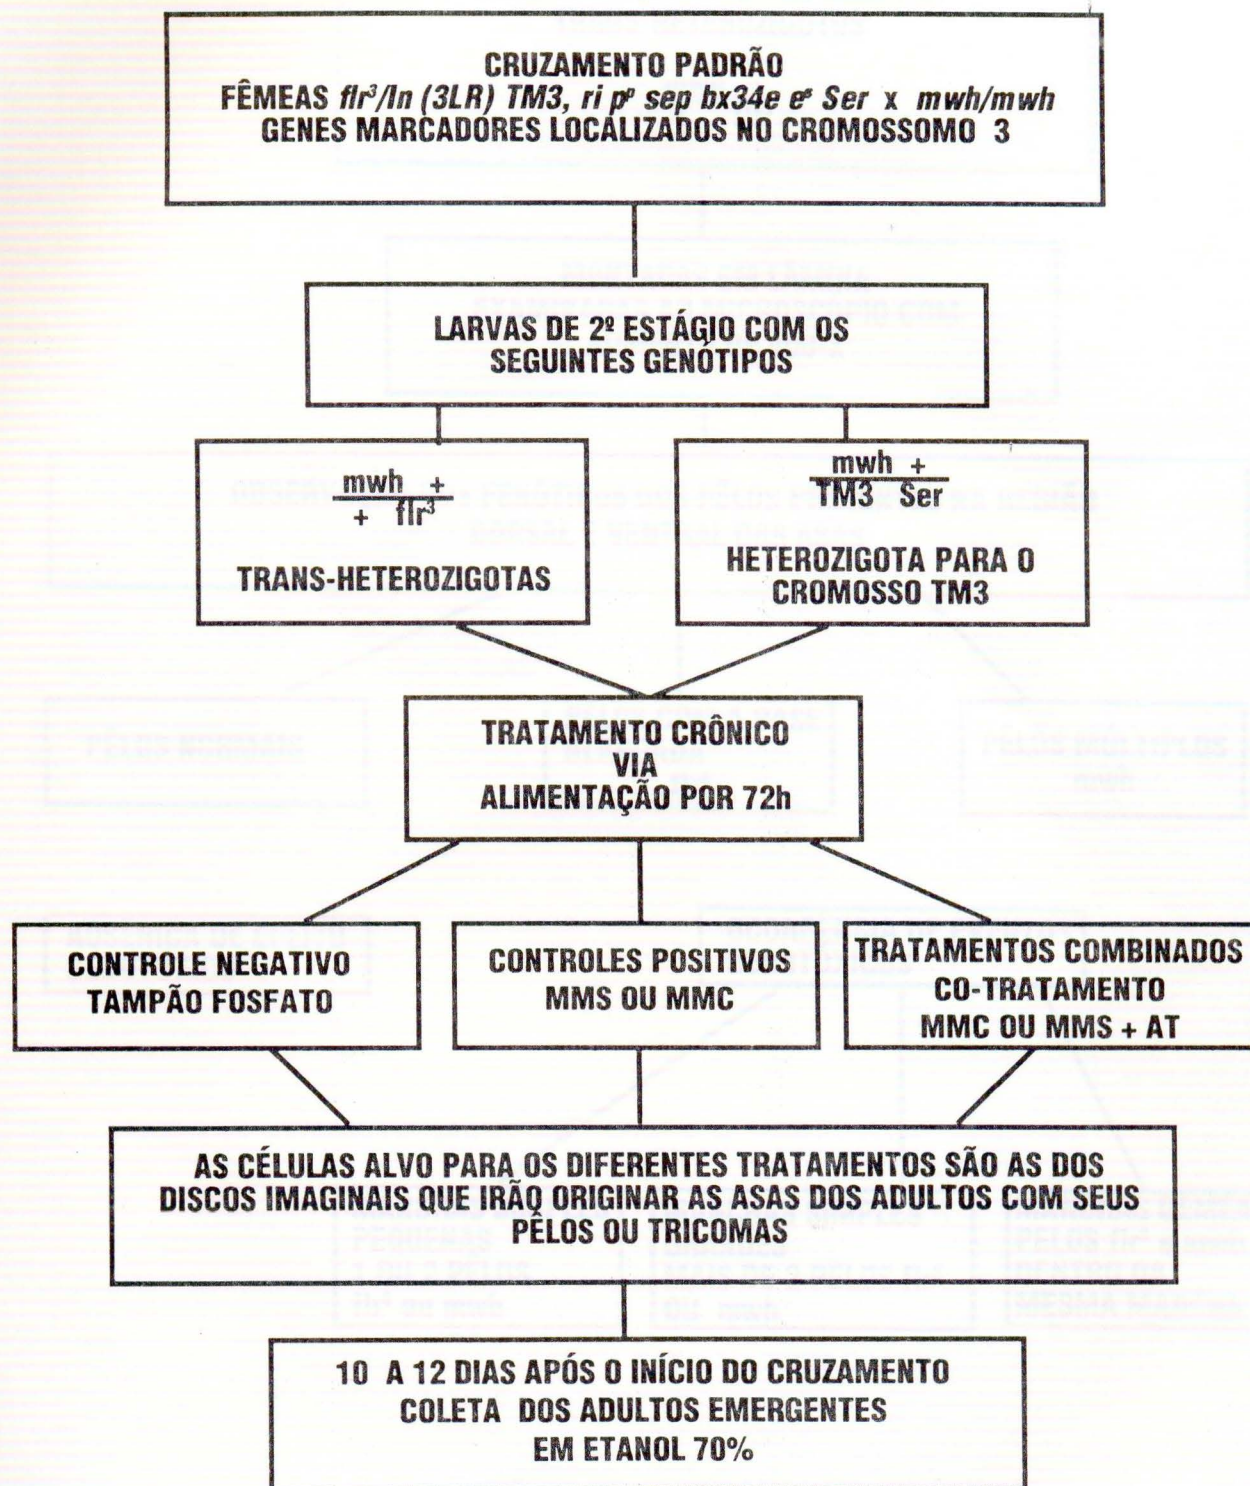 CRUZAMENTO PADRÃO
FÊMEAS flr³/In (3LR) TM3, ri pᵖ sep bx34e eˢ Ser x mwh/mwh
GENES MARCADORES LOCALIZADOS NO CROMOSSOMO 3
LARVAS DE 2º ESTÁGIO COM OS
SEGUINTES GENÓTIPOS
mwh +
+ flr³
TRANS-HETEROZIGOTAS
mwh +
TM3 Ser
HETEROZIGOTA PARA O
CROMOSSO TM3
TRATAMENTO CRÔNICO
VIA
ALIMENTAÇÃO POR 72h
CONTROLE NEGATIVO
TAMPÃO FOSFATO
CONTROLES POSITIVOS
MMS OU MMC
TRATAMENTOS COMBINADOS
CO-TRATAMENTO
MMC OU MMS + AT
AS CÉLULAS ALVO PARA OS DIFERENTES TRATAMENTOS SÃO AS DOS
DISCOS IMAGINAIS QUE IRÃO ORIGINAR AS ASAS DOS ADULTOS COM SEUS
PÊLOS OU TRICOMAS
10 A 12 DIAS APÓS O INÍCIO DO CRUZAMENTO
COLETA DOS ADULTOS EMERGENTES
EM ETANOL 70%